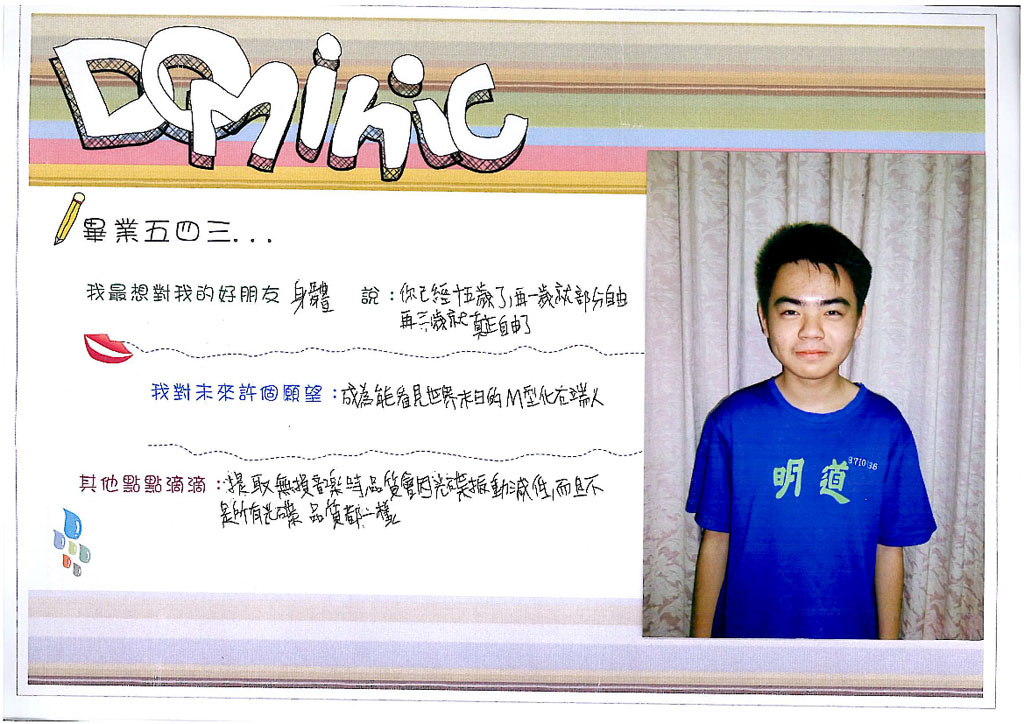 DOMiNiC
畢業五四三...
我最想對我的好朋友 身體 說：你已經十五歲了,再一歲就部分自由
再三歲就真正自由了
我對未來許個願望：成為能看見世界末日的M型化右端人
其他點點滴滴：提取無損音樂時品質會因光碟振動減低,而且不
是所有光碟 品質都一樣
明道
971036